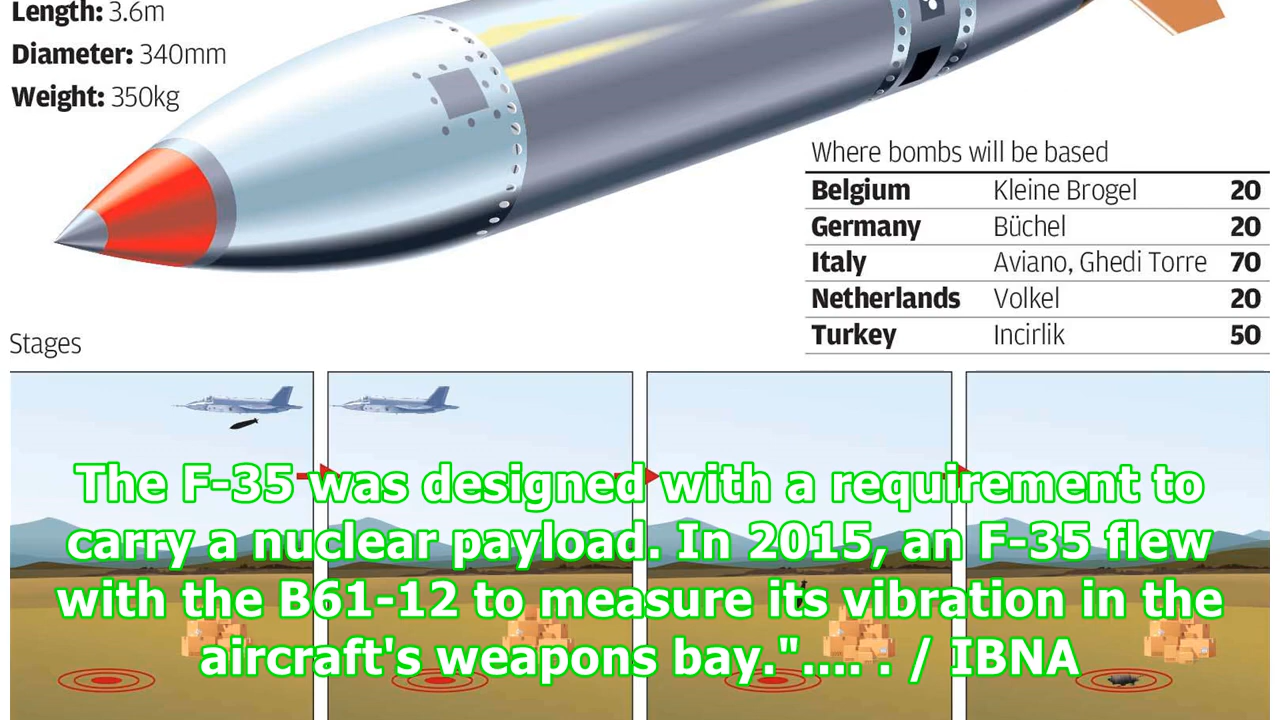 Length: 3.6m
Diameter: 340mm
Weight: 350kg
Where bombs will be based
Belgium Kleine Brogel 20
Germany Büchel 20
Italy Aviano, Ghedi Torre 70
Netherlands Volkel 20
Turkey Incirlik 50
Stages
The F-35 was designed with a requirement to
carry a nuclear payload. In 2015, an F-35 flew
with the B61-12 to measure its vibration in the
aircraft's weapons bay.".... . / IBNA